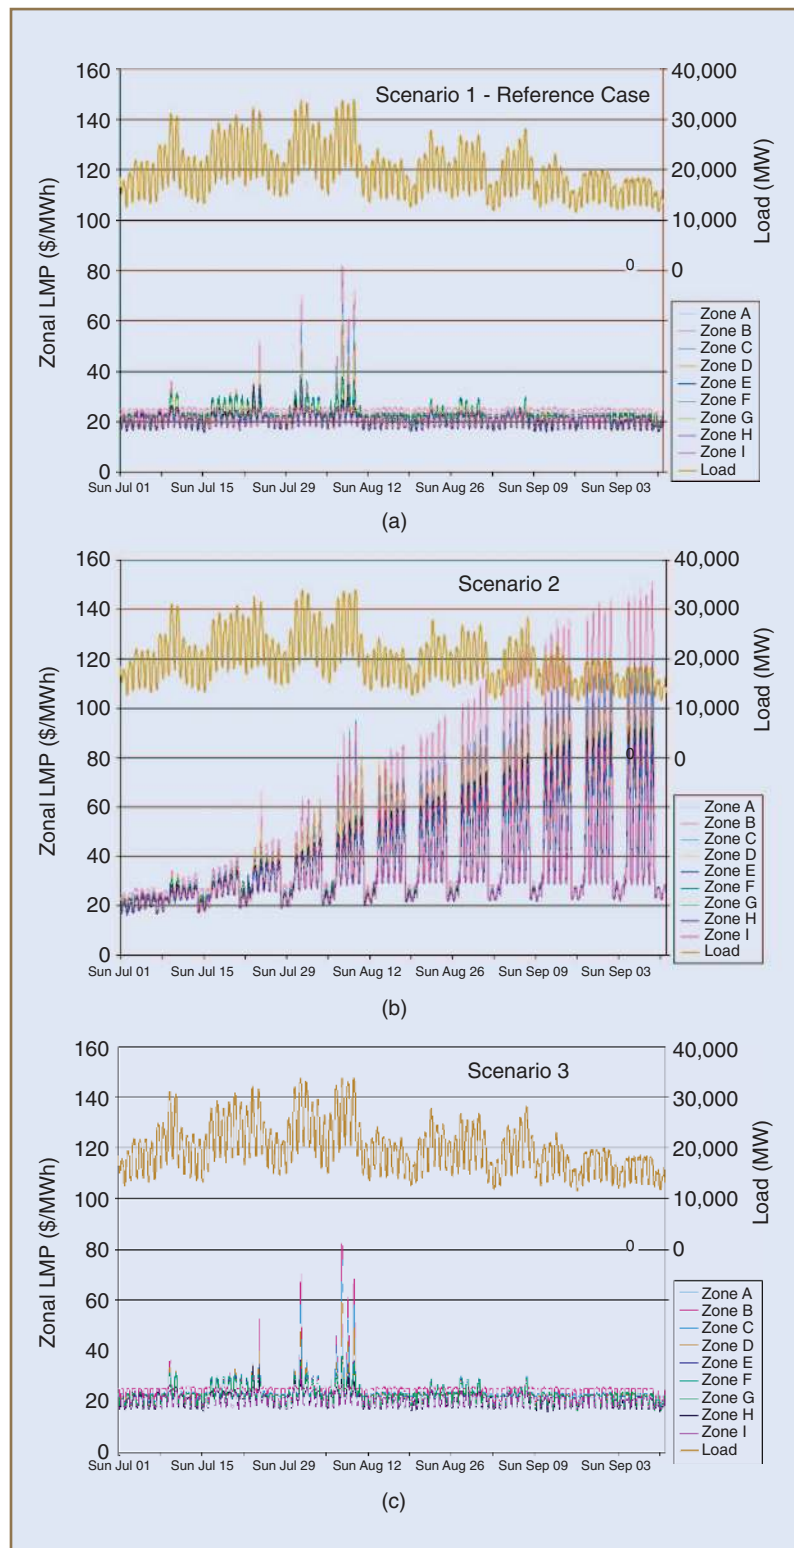 Scenario 1 - Reference Case
Zonal LMP ($/MWh)
160
140
120
100
80
60
40
20
0
40,000
30,000
20,000
10,000
0
0
Load (MW)
Zone A
Zone B
Zone C
Zone D
Zone E
Zone F
Zone G
Zone H
Zone I
Load
Sun Jul 01 Sun Jul 15 Sun Jul 29 Sun Aug 12 Sun Aug 26 Sun Sep 09 Sun Sep 03
(a)
Scenario 2
Zonal LMP ($/MWh)
160
140
120
100
80
60
40
20
0
40,000
30,000
20,000
10,000
0
0
Load (MW)
Zone A
Zone B
Zone C
Zone D
Zone E
Zone F
Zone G
Zone H
Zone I
Load
Sun Jul 01 Sun Jul 15 Sun Jul 29 Sun Aug 12 Sun Aug 26 Sun Sep 09 Sun Sep 03
(b)
Scenario 3
Zonal LMP ($/MWh)
160
140
120
100
80
60
40
20
0
40,000
30,000
20,000
10,000
0
0
Load (MW)
Zone A
Zone B
Zone C
Zone D
Zone E
Zone F
Zone G
Zone H
Zone I
Load
Sun Jul 01 Sun Jul 15 Sun Jul 29 Sun Aug 12 Sun Aug 26 Sun Sep 09 Sun Sep 03
(c)